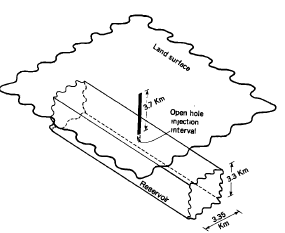 Land surface
3.7 Km
Open hole
injection
interval
Reservoir
3.3 Km
3.35
Km